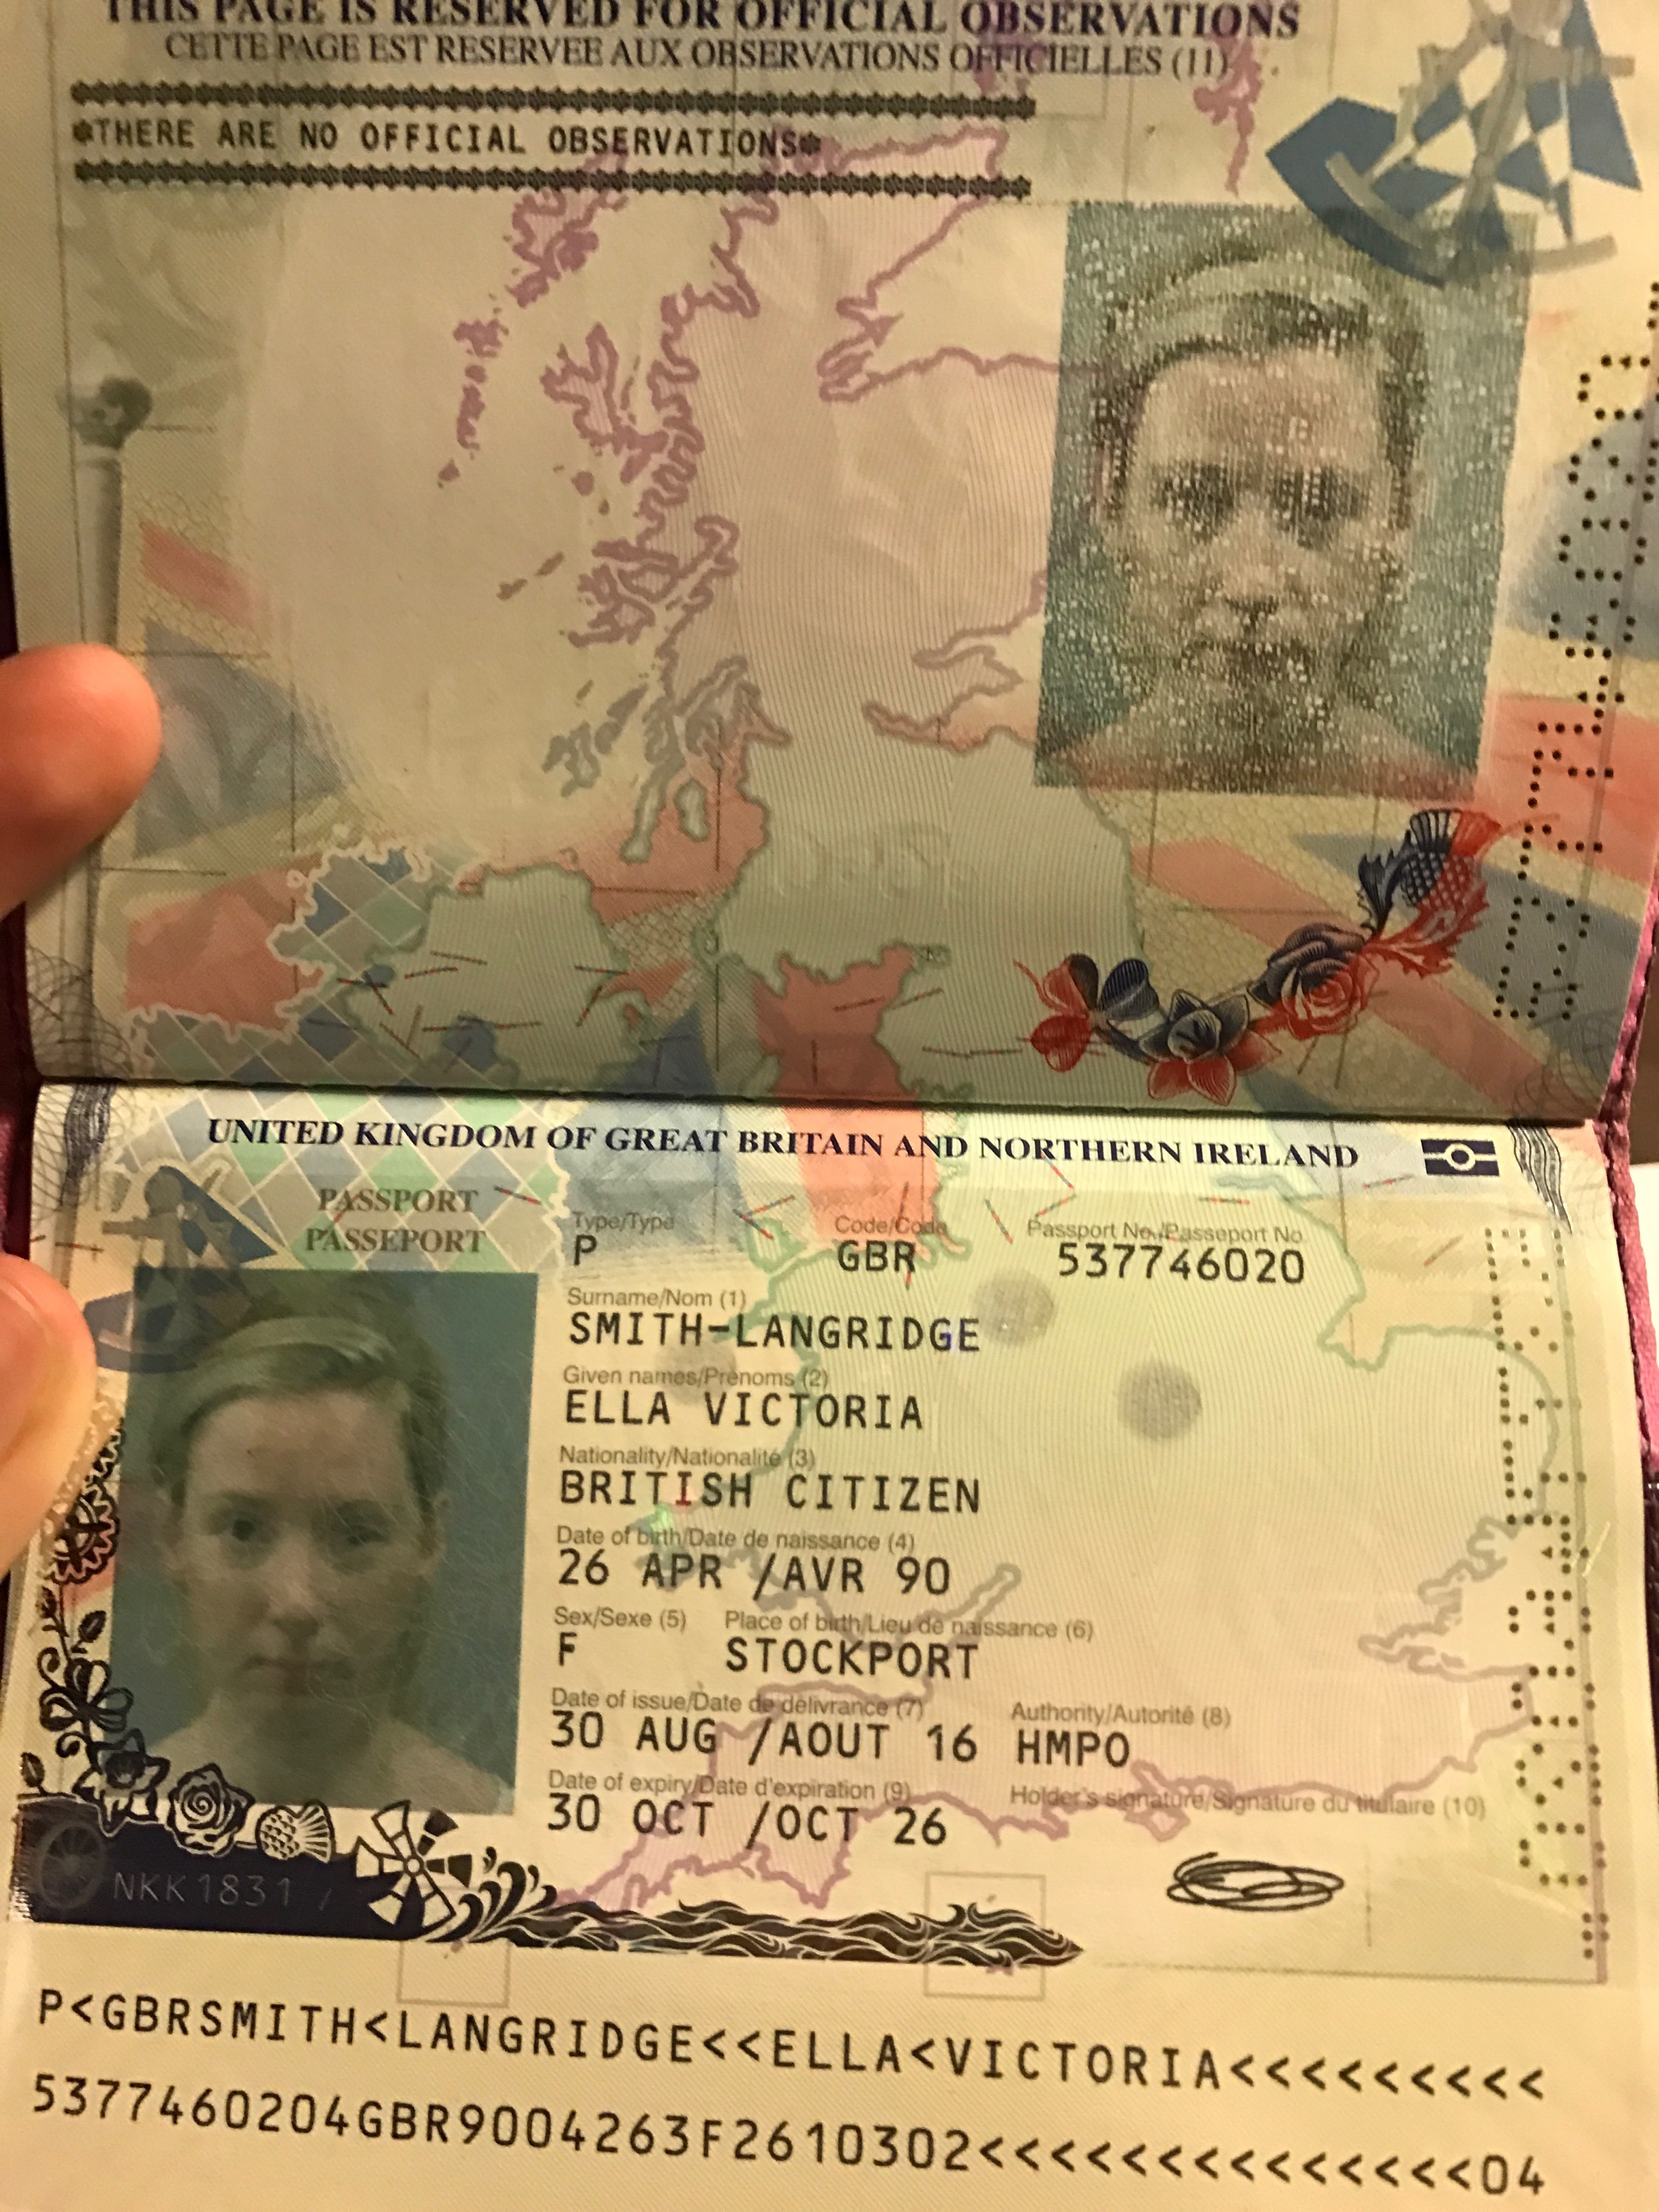 THIS PAGE IS RESERVED FOR OFFICIAL OBSERVATIONS
CETTE PAGE EST RESERVEE AUX OBSERVATIONS OFFICIELLES (11)
*THERE ARE NO OFFICIAL OBSERVATIONS*
UNITED KINGDOM OF GREAT BRITAIN AND NORTHERN IRELAND
PASSPORT
PASSEPORT
Type/Type Code/Code Passport No./Passeport No.
P GBR 537746020
Surname/Nom (1)
SMITH-LANGRIDGE
Given names/Prénoms (2)
ELLA VICTORIA
Nationality/Nationalité (3)
BRITISH CITIZEN
Date of birth/Date de naissance (4)
26 APR /AVR 90
Sex/Sexe (5) Place of birth/Lieu de naissance (6)
F STOCKPORT
Date of issue/Date de délivrance (7) Authority/Autorité (8)
30 AUG /AOUT 16 HMPO
Date of expiry/Date d'expiration (9) Holder's signature/Signature du titulaire (10)
30 OCT /OCT 26
NKK1831
P<GBRSMITH<LANGRIDGE<<ELLA<VICTORIA<<<<<<<<<
5377460204GBR9004263F2610302<<<<<<<<<<<<<<04